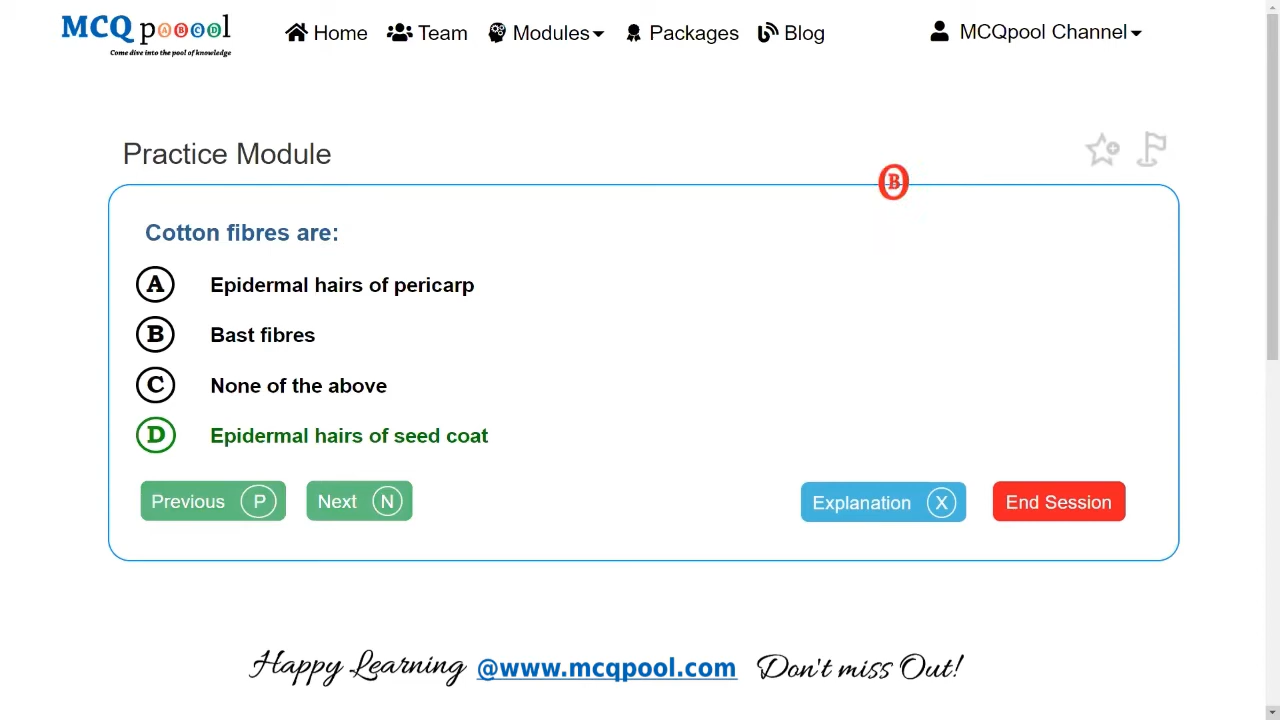 MCQ pooool
A B C D
Come dive into the pool of knowledge
Home Team Modules Packages Blog MCQpool Channel
Practice Module
B
Cotton fibres are:
A Epidermal hairs of pericarp
B Bast fibres
C None of the above
D Epidermal hairs of seed coat
Previous P Next N Explanation X End Session
Happy Learning @www.mcqpool.com Don't miss Out!